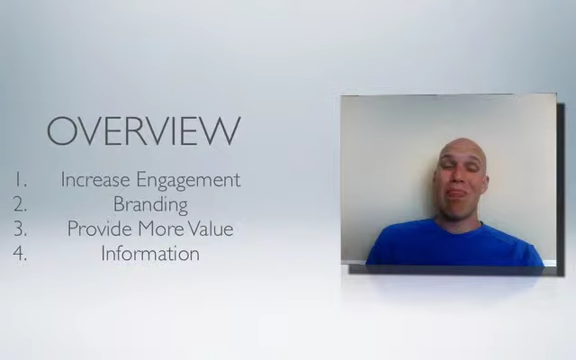 OVERVIEW
1. Increase Engagement
2. Branding
3. Provide More Value
4. Information